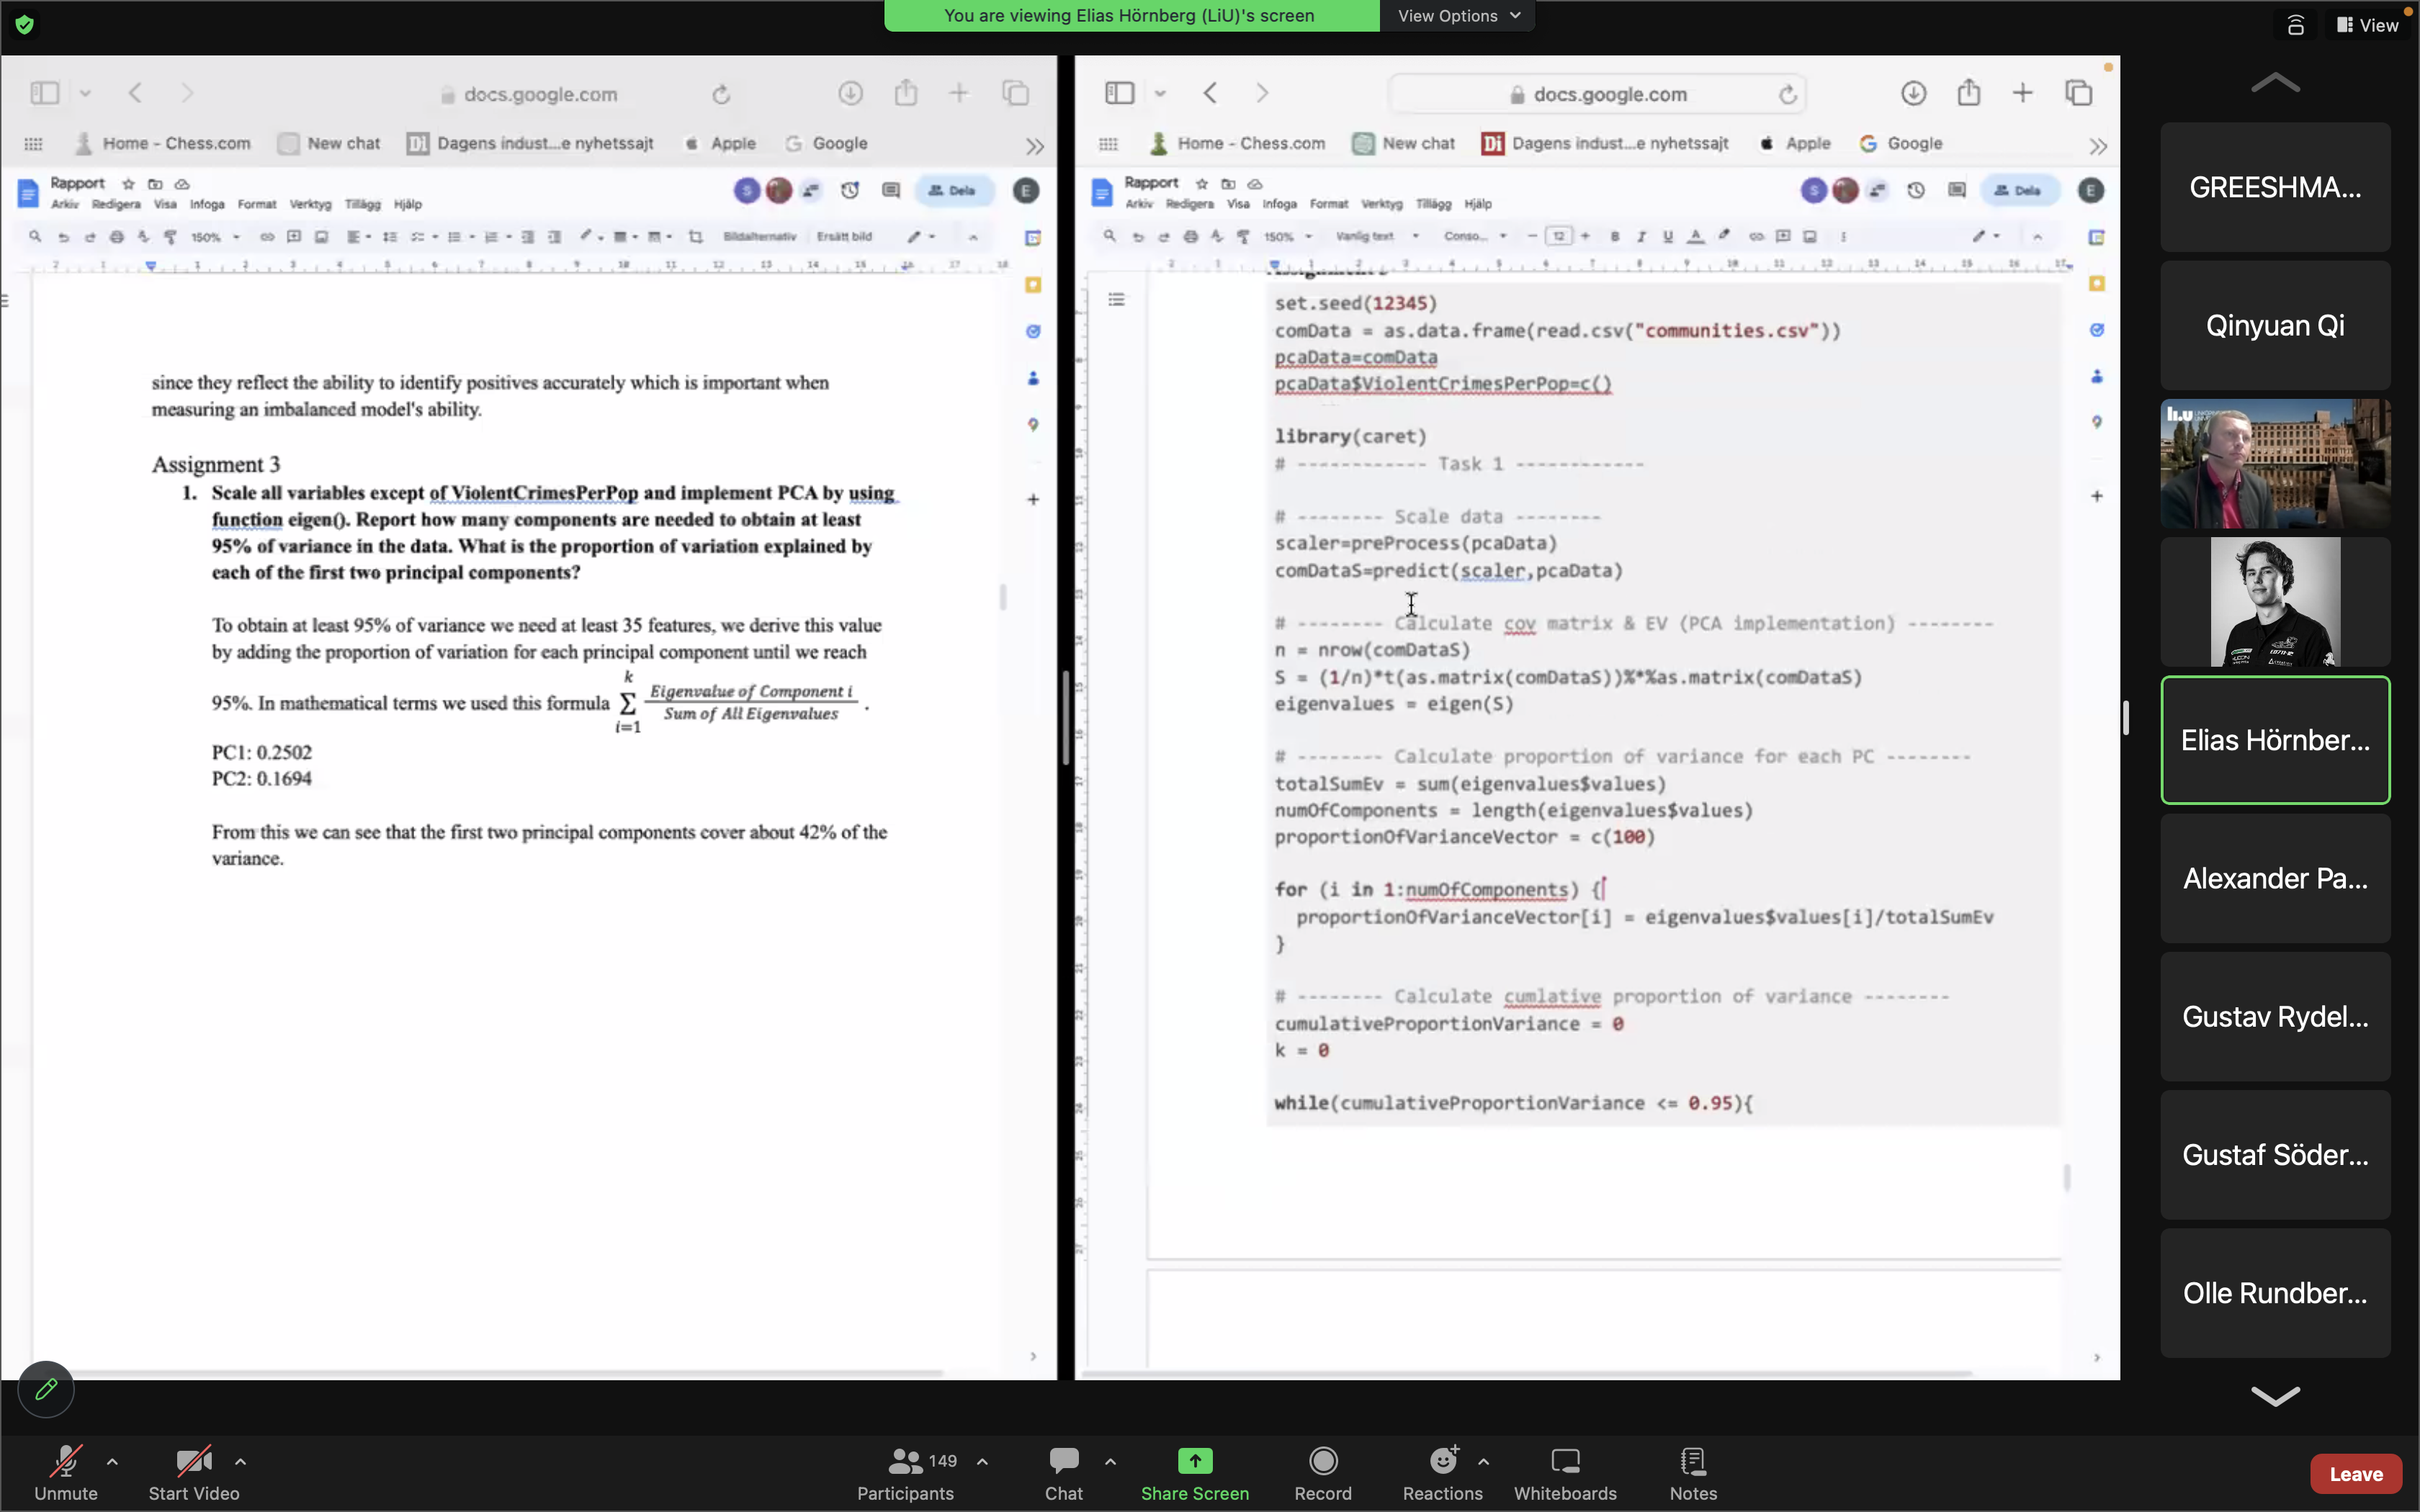 You are viewing Elias Hörnberg (LiU)'s screen
View Options
View
docs.google.com
Home - Chess.com
New chat
Dagens indust...e nyhetssajt
Apple
Google
Rapport
Arkiv Redigera Visa Infoga Format Verktyg Tillägg Hjälp
S
Dela
E
150%
Bildalternativ
Ersätt bild
since they reflect the ability to identify positives accurately which is important when
measuring an imbalanced model's ability.
Assignment 3
1. Scale all variables except of ViolentCrimesPerPop and implement PCA by using
function eigen(). Report how many components are needed to obtain at least
95% of variance in the data. What is the proportion of variation explained by
each of the first two principal components?
To obtain at least 95% of variance we need at least 35 features, we derive this value
by adding the proportion of variation for each principal component until we reach
95%. In mathematical terms we used this formula k ∑ i=1 Eigenvalue of Component i / Sum of All Eigenvalues .
PC1: 0.2502
PC2: 0.1694
From this we can see that the first two principal components cover about 42% of the
variance.
docs.google.com
Home - Chess.com
New chat
Di
Dagens indust...e nyhetssajt
Apple
Google
Rapport
Arkiv Redigera Visa Infoga Format Verktyg Tillägg Hjälp
S
Dela
E
150%
Vanlig text
Conso...
12
B I U A
set.seed(12345)
comData = as.data.frame(read.csv("communities.csv"))
pcaData=comData
pcaData$ViolentCrimesPerPop=c()
library(caret)
# ------------ Task 1 ------------
# -------- Scale data --------
scaler=preProcess(pcaData)
comDataS=predict(scaler,pcaData)
# -------- Calculate cov matrix & EV (PCA implementation) --------
n = nrow(comDataS)
S = (1/n)*t(as.matrix(comDataS))%*%as.matrix(comDataS)
eigenvalues = eigen(S)
# -------- Calculate proportion of variance for each PC --------
totalSumEv = sum(eigenvalues$values)
numOfComponents = length(eigenvalues$values)
proportionOfVarianceVector = c(100)
for (i in 1:numOfComponents) {
proportionOfVarianceVector[i] = eigenvalues$values[i]/totalSumEv
}
# -------- Calculate cumlative proportion of variance --------
cumulativeProportionVariance = 0
k = 0
while(cumulativeProportionVariance <= 0.95){
GREESHMA...
Qinyuan Qi
Elias Hörnber...
Alexander Pa...
Gustav Rydel...
Gustaf Söder...
Olle Rundber...
Unmute
Start Video
149
Participants
Chat
Share Screen
Record
Reactions
Whiteboards
Notes
Leave